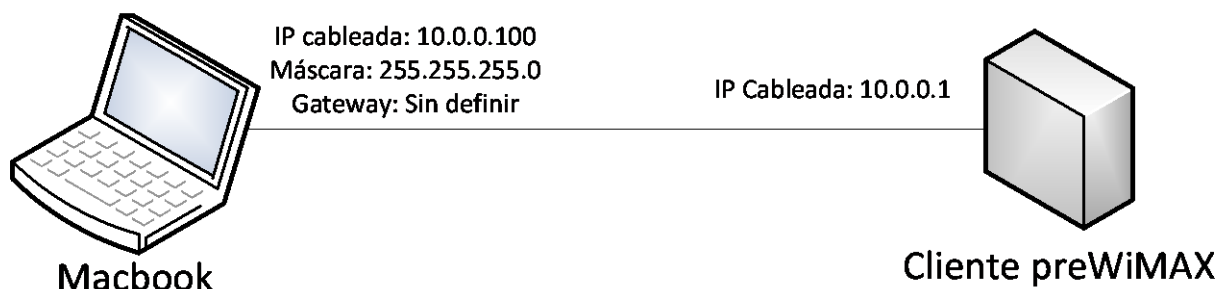 IP cableada: 10.0.0.100
Máscara: 255.255.255.0
Gateway: Sin definir
IP Cableada: 10.0.0.1
Macbook
Cliente preWiMAX